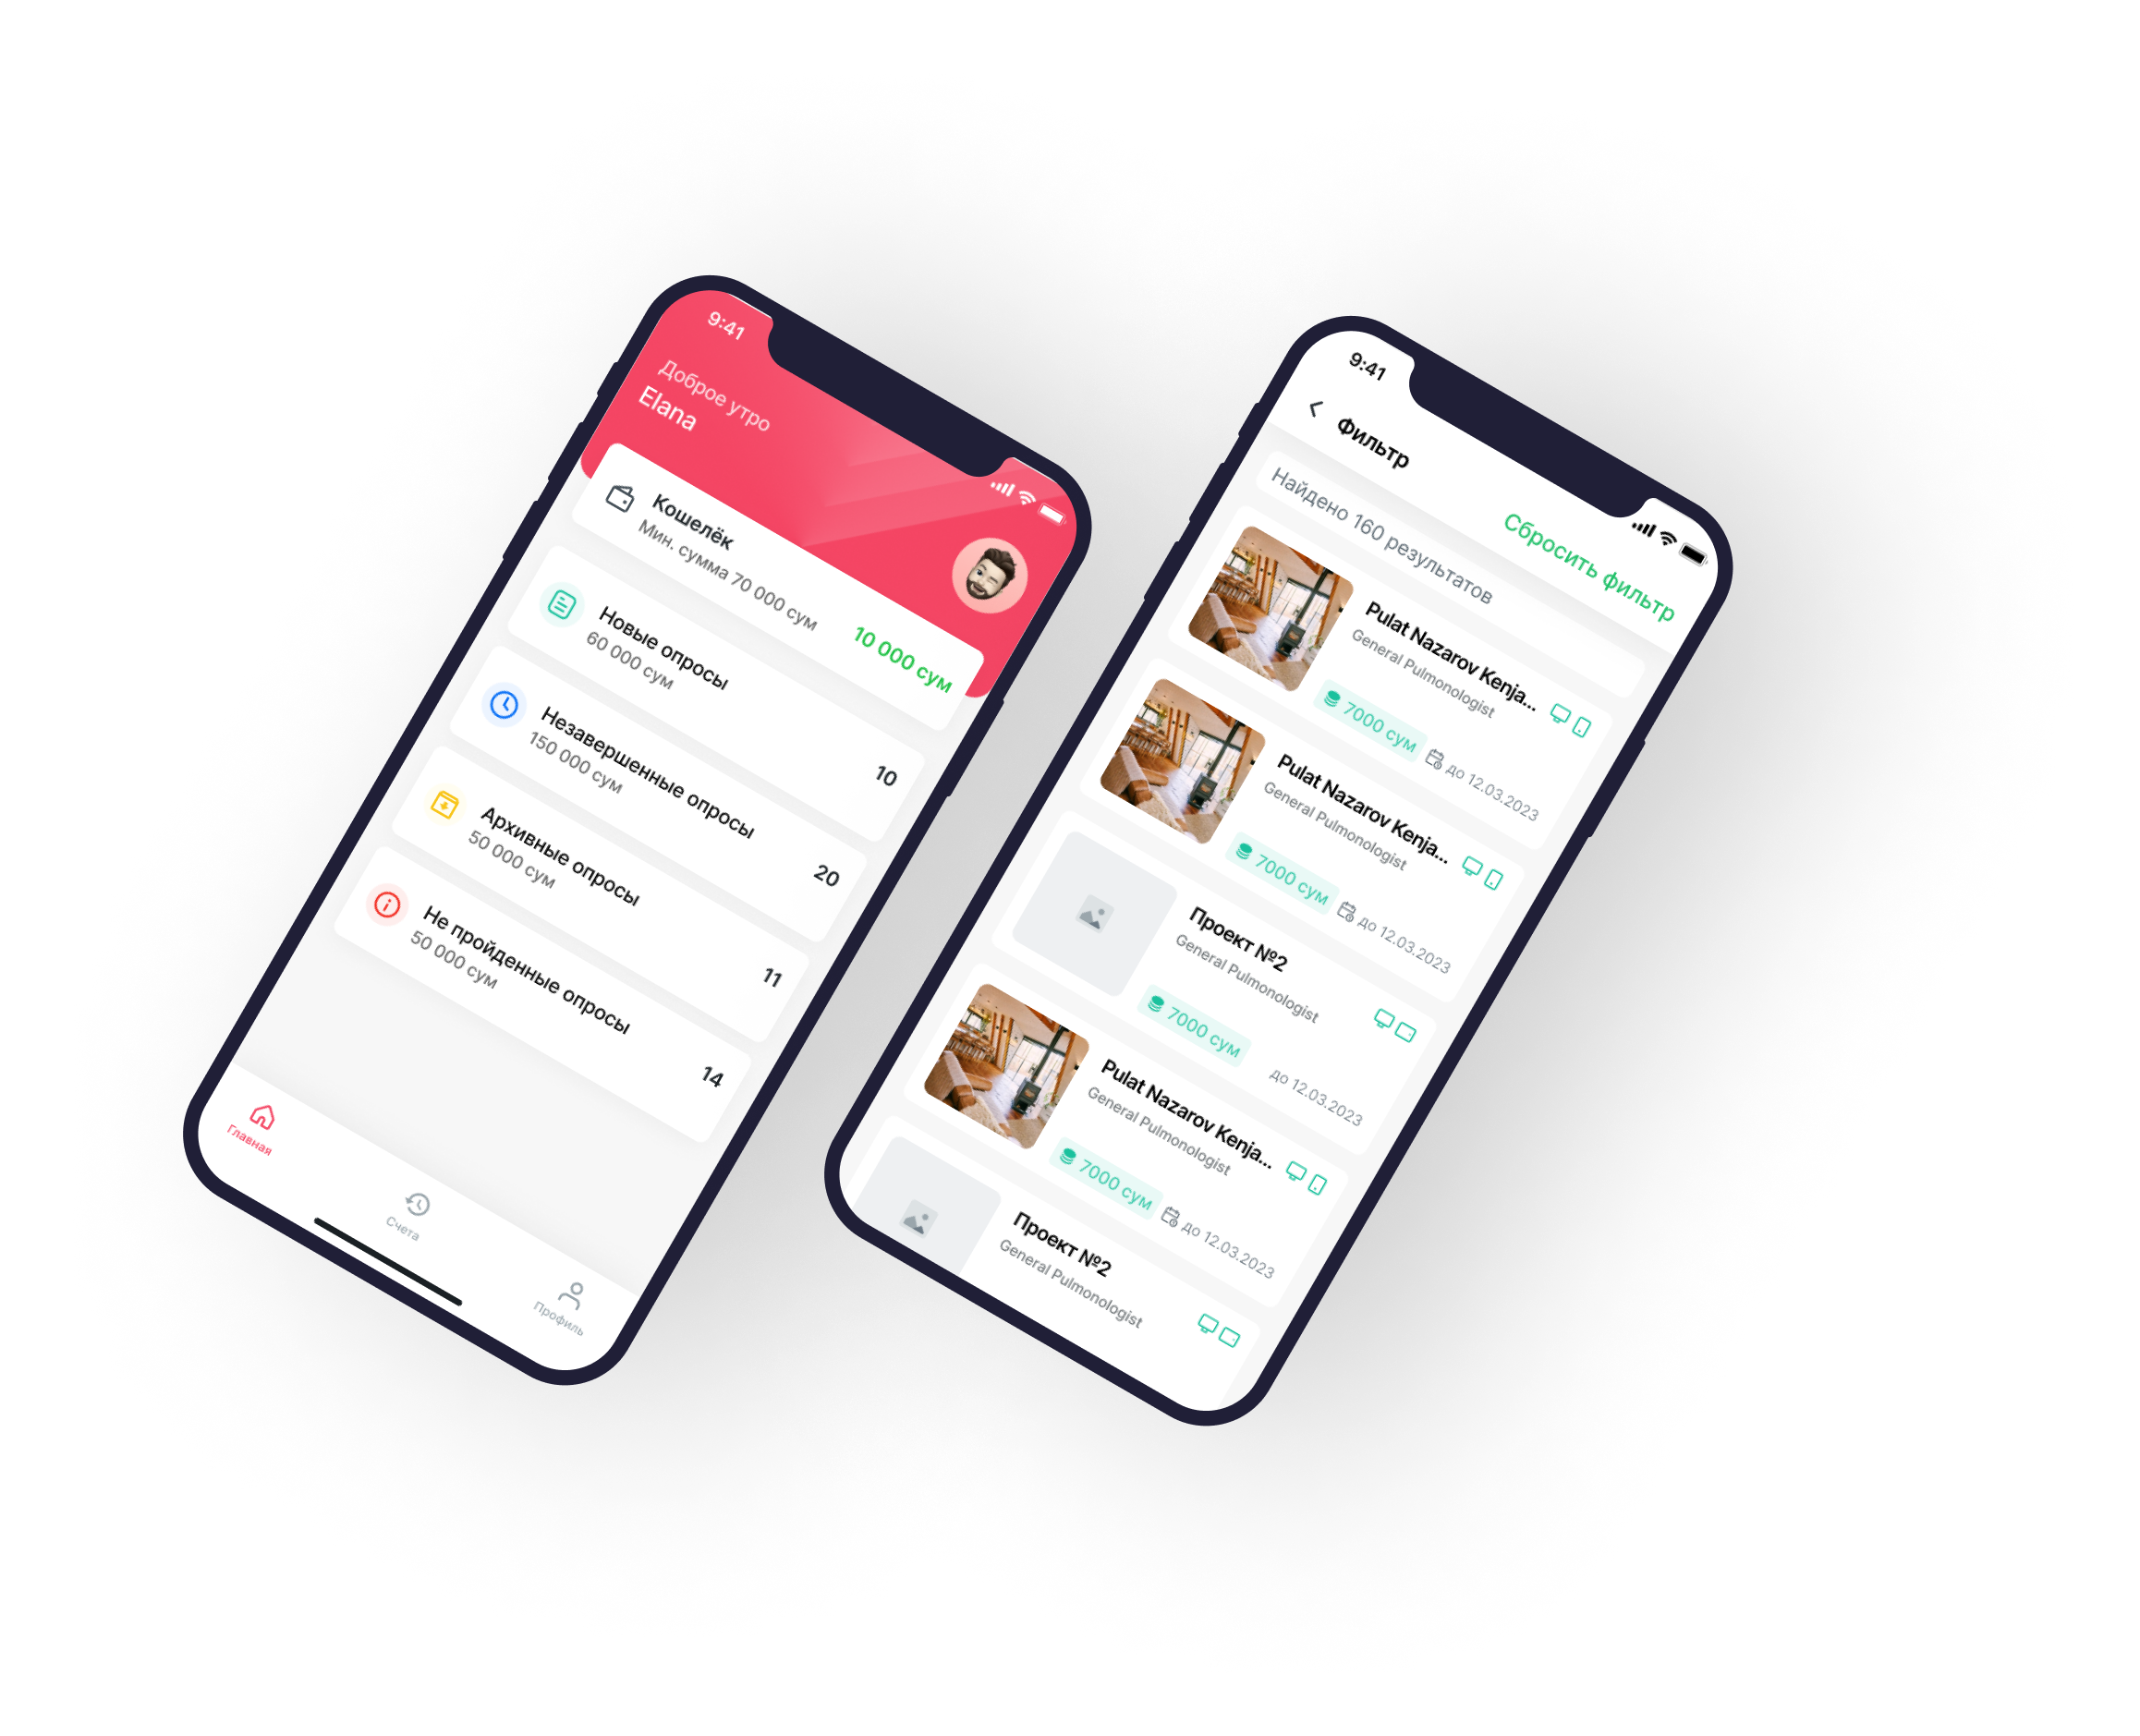 9:41
Доброе утро
Elana
Кошелёк
Мин. сумма 70 000 сум
10 000 сум
Новые опросы
60 000 сум
10
Незавершенные опросы
150 000 сум
20
Архивные опросы
50 000 сум
11
Не пройденные опросы
50 000 сум
14
Главная
Счета
Профиль
9:41
Фильтр
Сбросить фильтр
Найдено 160 результатов
Pulat Nazarov Kenja...
General Pulmonologist
7000 сум
до 12.03.2023
Pulat Nazarov Kenja...
General Pulmonologist
7000 сум
до 12.03.2023
Проект №2
General Pulmonologist
7000 сум
до 12.03.2023
Pulat Nazarov Kenja...
General Pulmonologist
7000 сум
до 12.03.2023
Проект №2
General Pulmonologist